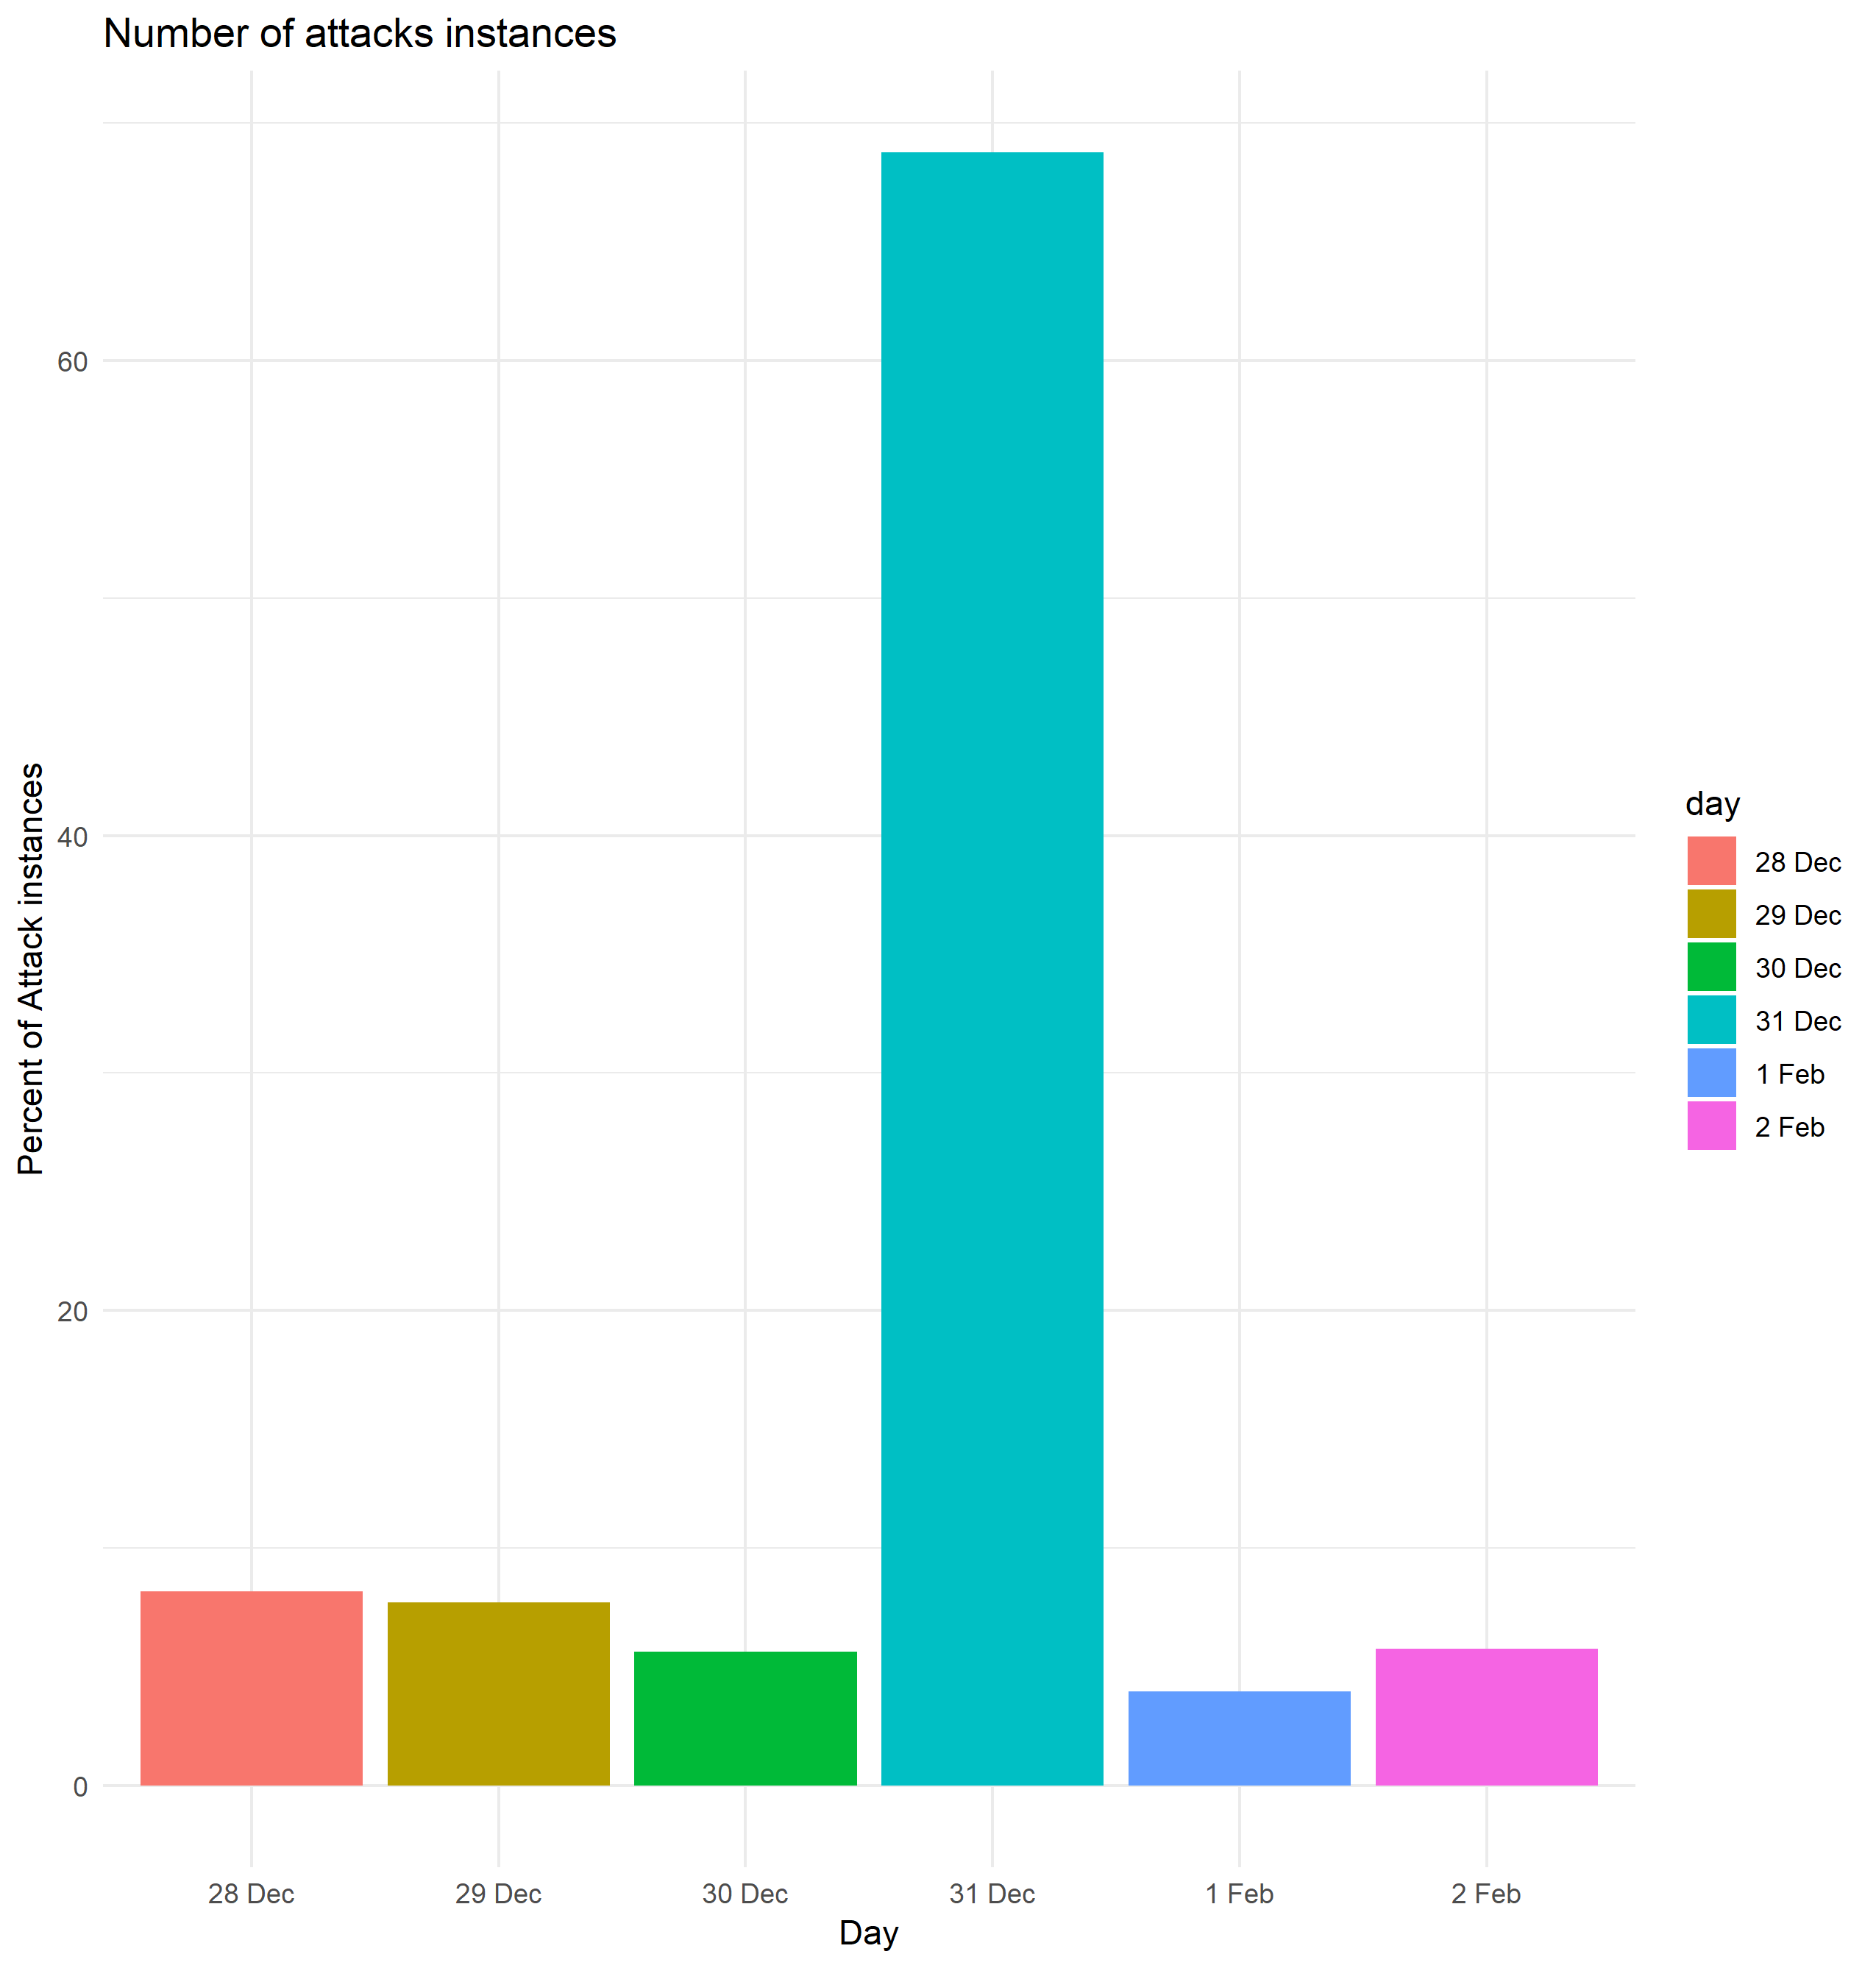 Number of attacks instances
Percent of Attack instances
60
40
20
0
28 Dec
29 Dec
30 Dec
31 Dec
1 Feb
2 Feb
Day
day
28 Dec
29 Dec
30 Dec
31 Dec
1 Feb
2 Feb